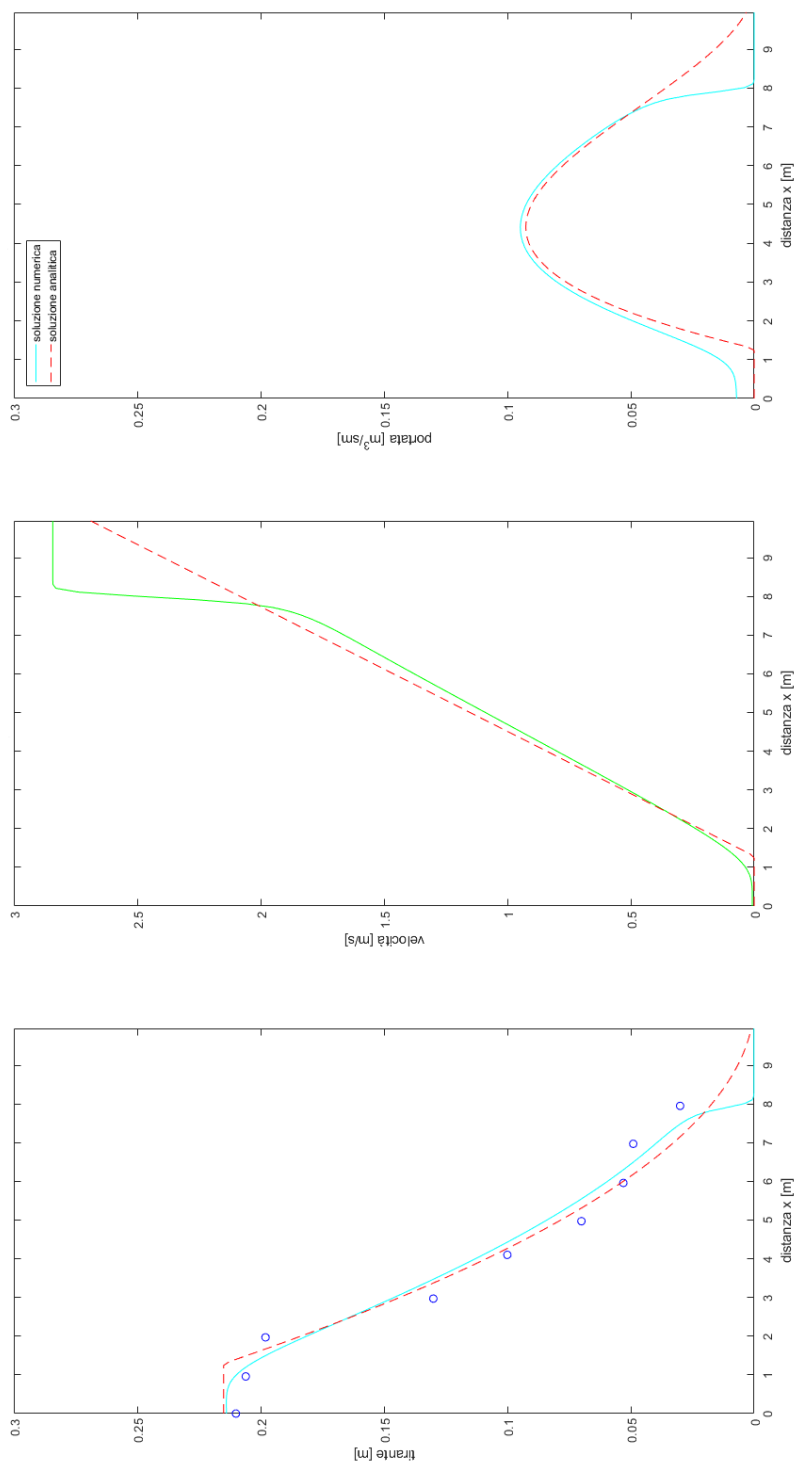 tirante [m]
0.3
0.25
0.2
0.15
0.1
0.05
0
0 1 2 3 4 5 6 7 8 9
distanza x [m]
velocità [m/s]
3
2.5
2
1.5
1
0.5
0
0 1 2 3 4 5 6 7 8 9
distanza x [m]
portata [m³/sm]
0.3
0.25
0.2
0.15
0.1
0.05
0
0 1 2 3 4 5 6 7 8 9
distanza x [m]
soluzione numerica
soluzione analitica